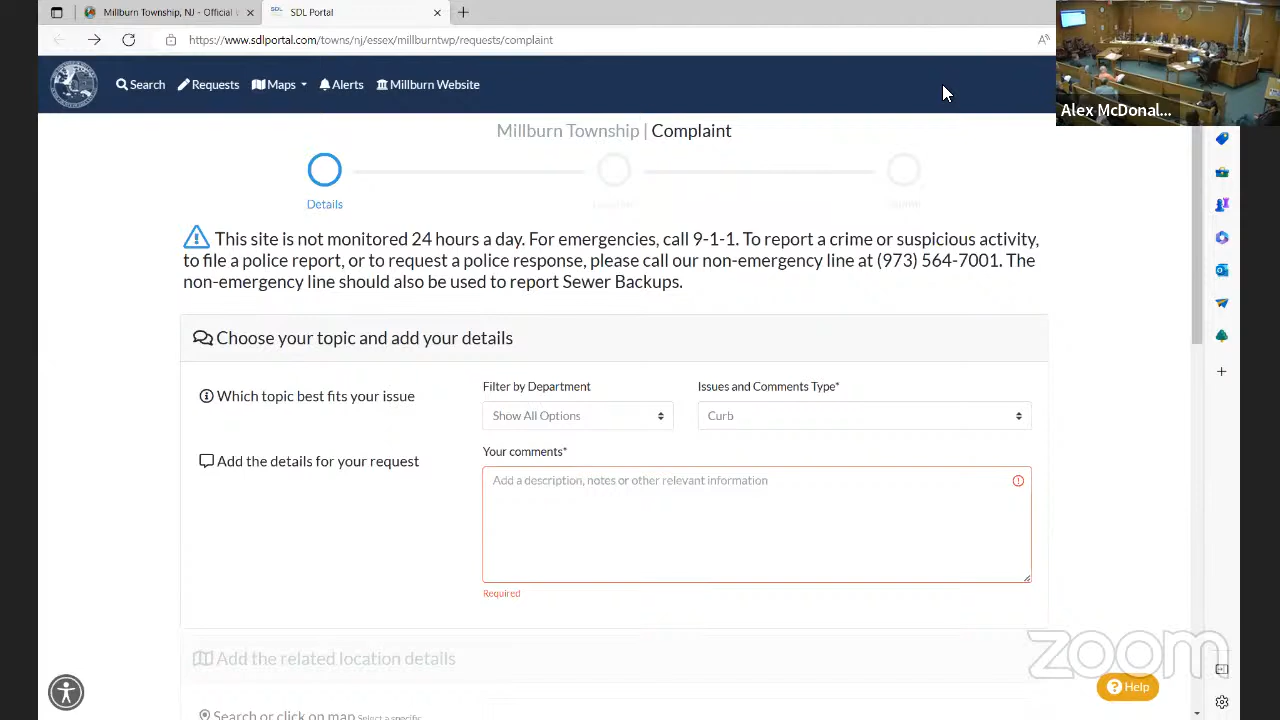 Millburn Township, NJ - Official
SDL Portal
https://www.sdlportal.com/towns/nj/essex/millburntwp/requests/complaint
Search
Requests
Maps
Alerts
Millburn Website
Alex McDonal...
Millburn Township | Complaint
Details
This site is not monitored 24 hours a day. For emergencies, call 9-1-1. To report a crime or suspicious activity,
to file a police report, or to request a police response, please call our non-emergency line at (973) 564-7001. The
non-emergency line should also be used to report Sewer Backups.
Choose your topic and add your details
Which topic best fits your issue
Filter by Department
Issues and Comments Type*
Show All Options
Curb
Add the details for your request
Your comments*
Add a description, notes or other relevant information
Required
Add the related location details
Search or click on map Select a specific
zoom
Help